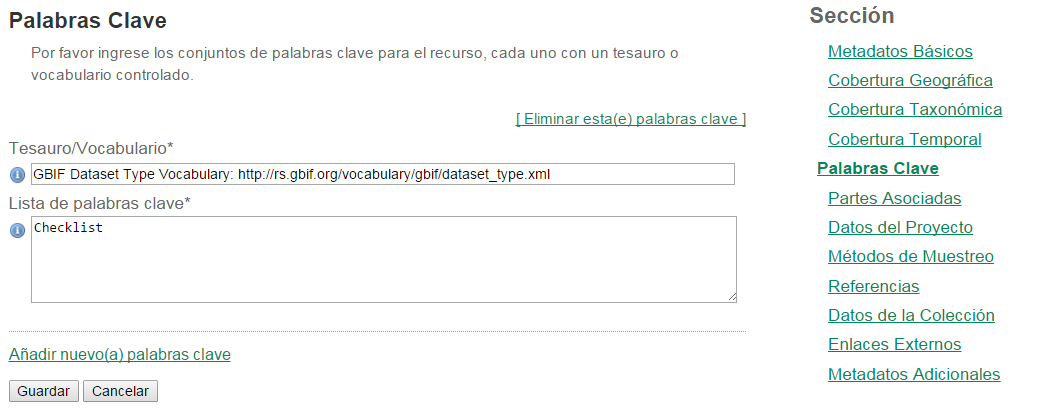 Palabras Clave
Por favor ingrese los conjuntos de palabras clave para el recurso, cada uno con un tesauro o
vocabulario controlado.
[ Eliminar esta(e) palabras clave ]
Tesauro/Vocabulario*
GBIF Dataset Type Vocabulary: http://rs.gbif.org/vocabulary/gbif/dataset_type.xml
Lista de palabras clave*
Checklist
Añadir nuevo(a) palabras clave
Guardar Cancelar
Sección
Metadatos Básicos
Cobertura Geográfica
Cobertura Taxonómica
Cobertura Temporal
Palabras Clave
Partes Asociadas
Datos del Proyecto
Métodos de Muestreo
Referencias
Datos de la Colección
Enlaces Externos
Metadatos Adicionales